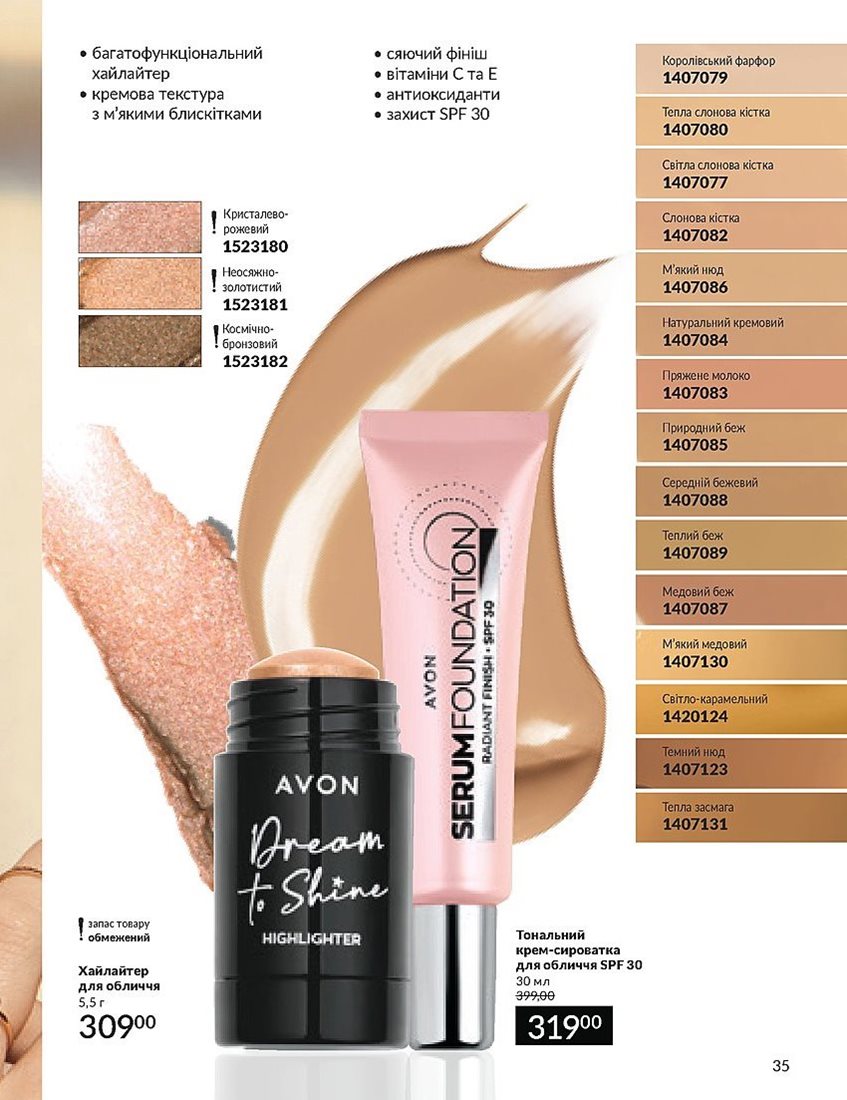 • багатофункціональний
хайлайтер
• кремова текстура
з м'якими блискітками
• сяючий фініш
• вітаміни С та Е
• антиоксиданти
• захист SPF 30
Королівський фарфор
1407079
Тепла слонова кістка
1407080
Світла слонова кістка
1407077
Слонова кістка
1407082
М'який нюд
1407086
Натуральний кремовий
1407084
Пряжене молоко
1407083
Природний беж
1407085
Середній бежевий
1407088
Теплий беж
1407089
Медовий беж
1407087
М'який медовий
1407130
Світло-карамельний
1420124
Темний нюд
1407123
Тепла засмага
1407131
! Кристалево-
рожевий
1523180
! Неосяжно-
золотистий
1523181
! Космічно-
бронзовий
1523182
AVON
SERUM FOUNDATION
RADIANT FINISH • SPF 30
AVON
Dream
to Shine
HIGHLIGHTER
! запас товару
обмежений
Хайлайтер
для обличчя
5,5 г
30900
Тональний
крем-сироватка
для обличчя SPF 30
30 мл
399,00
31900
35